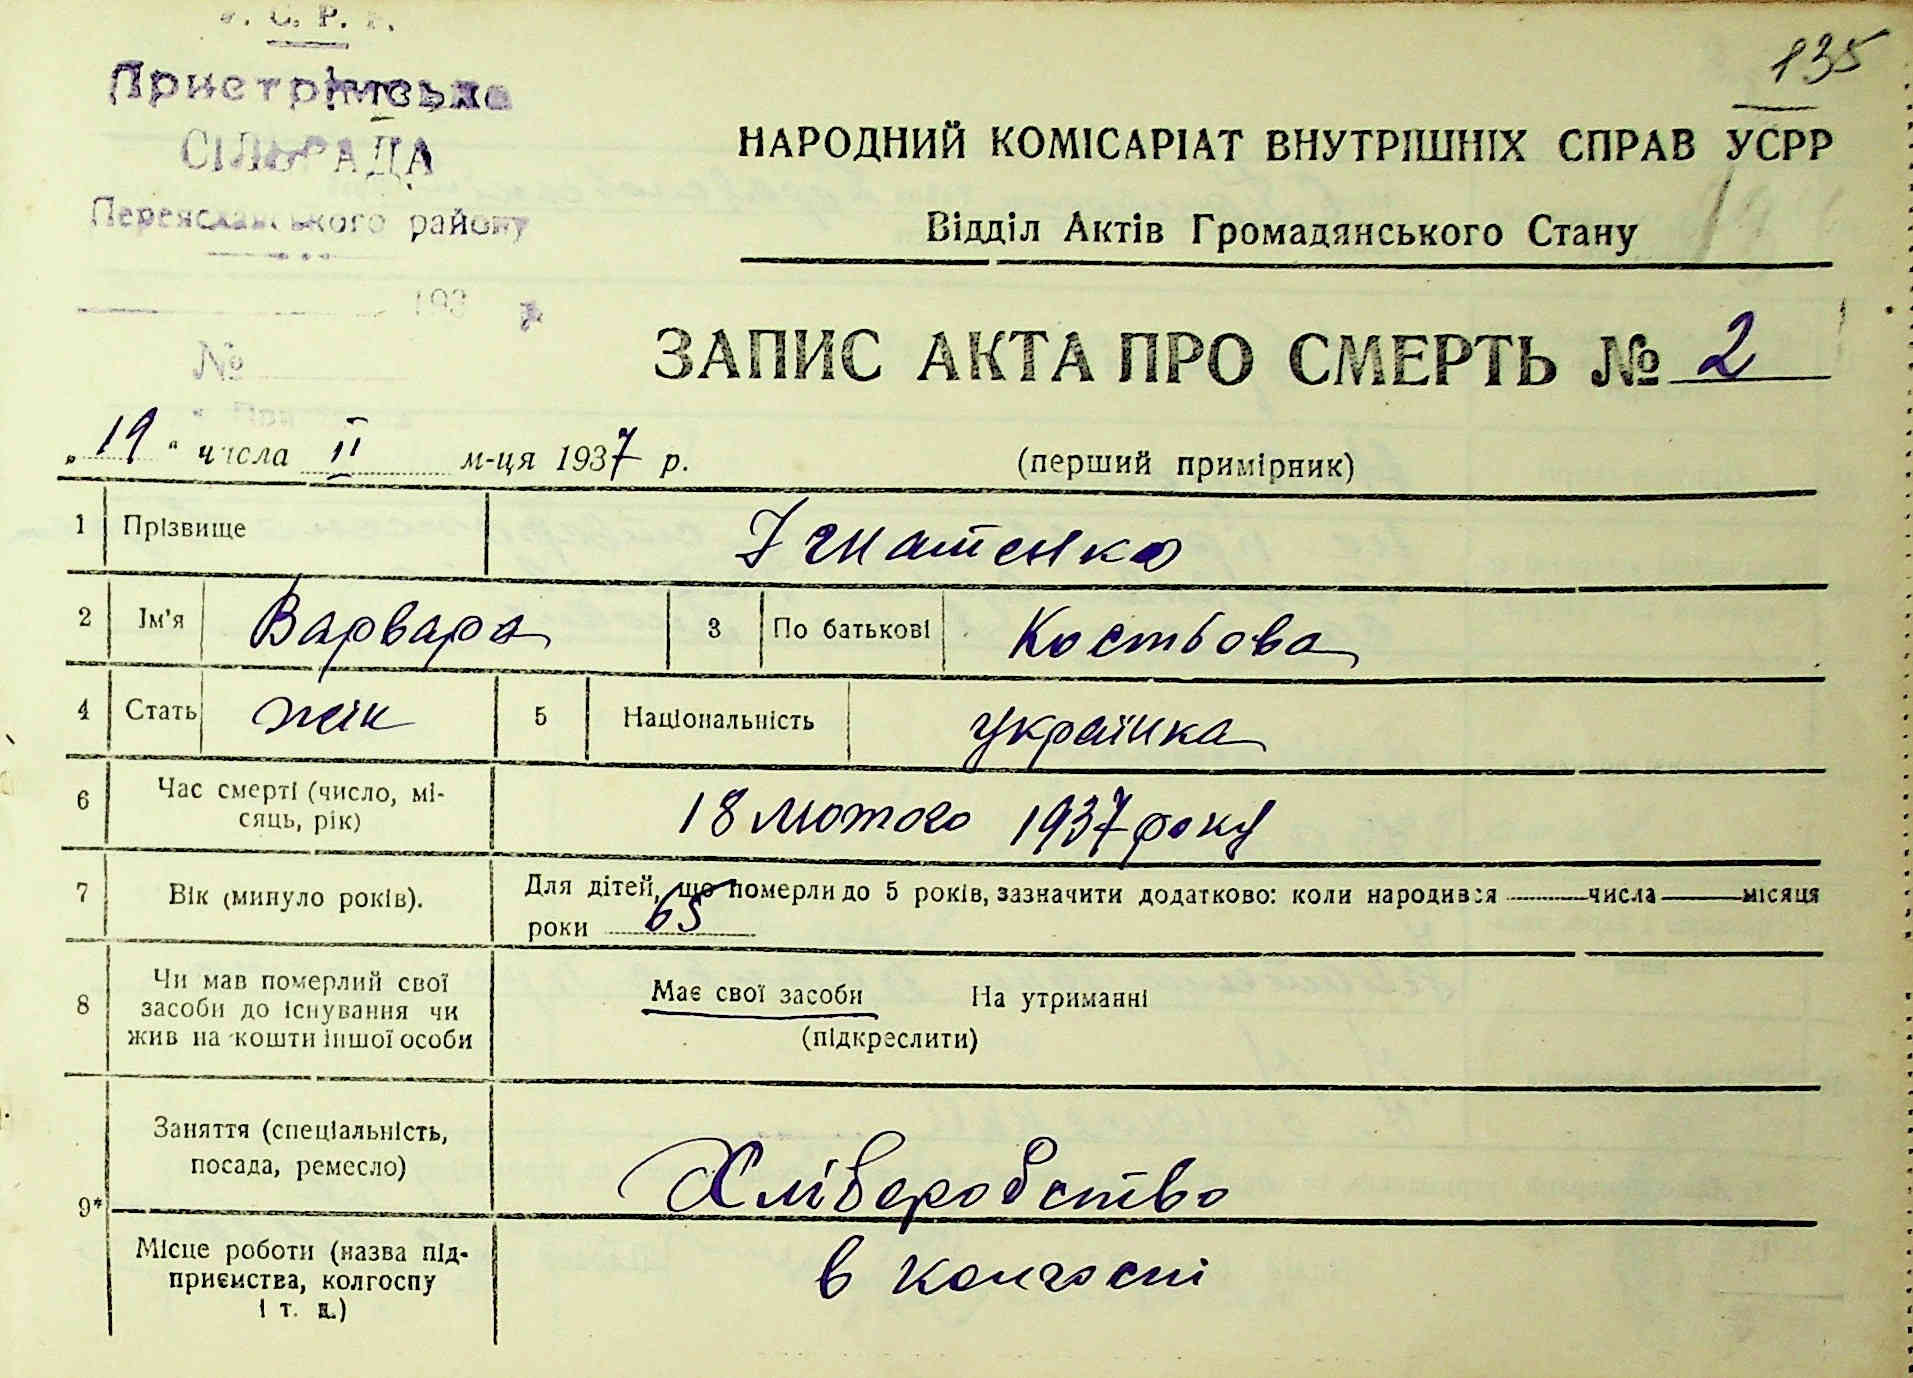 У. С. Р. Р.
Пристрімська
СІЛЬРАДА
Переяславського району
193 7
№
135
НАРОДНИЙ КОМІСАРІАТ ВНУТРІШНІХ СПРАВ УСРР
Відділ Актів Громадянського Стану
ЗАПИС АКТА ПРО СМЕРТЬ № 2
„19“ числа II м-ця 1937 р.
(перший примірник)
1 Прізвище Ігнатенко
2 Ім'я Варвара 3 По батькові Костьова
4 Стать жін 5 Національність українка
6 Час смерті (число, мі-
сяць, рік)
18 лютого 1937 року
7 Вік (минуло років).
Для дітей, що померли до 5 років, зазначити додатково: коли народився числа місяця
роки 65
8 Чи мав померлий свої
засоби до існування чи
жив на кошти іншої особи
Має свої засоби На утриманні
(підкреслити)
9* Заняття (спеціальність,
посада, ремесло)
Хліборобство
Місце роботи (назва під-
приємства, колгоспу
і т. п.)
в колгоспі